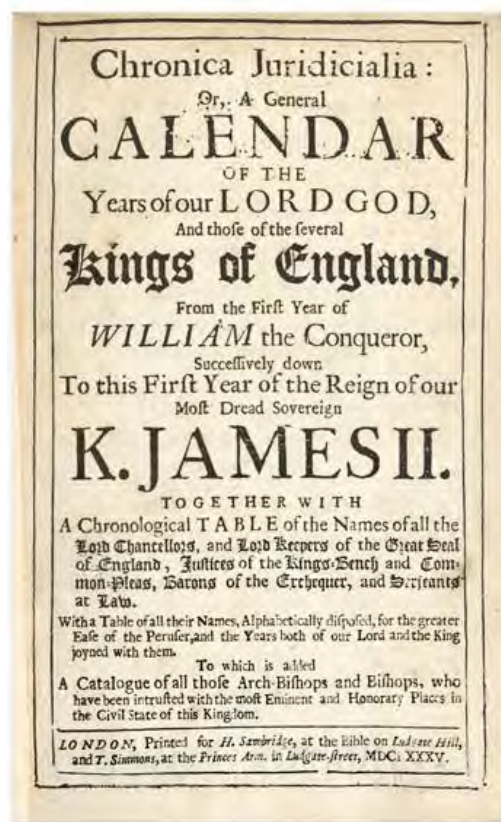 Chronica Juridicialia:
Or, A General
CALENDAR
OF THE
Years of our LORD GOD,
And those of the several
Kings of England,
From the First Year of
WILLIAM the Conqueror,
Successively down
To this First Year of the Reign of our
Most Dread Sovereign
K. JAMES II.
TOGETHER WITH
A Chronological TABLE of the Names of all the
Lord Chancellors, and Lord Keepers of the Great Seal
of England, Justices of the Kings-Bench and Com-
mon-Pleas, Barons of the Exchequer, and Serjeants
at Law.
With a Table of all their Names, Alphabetically disposed, for the greater
Ease of the Peruser, and the Years both of our Lord and the King
joyned with them.
To which is added
A Catalogue of all those Arch-Bishops and Bishops, who
have been intrusted with the most Eminent and Honorary Places in
the Civil State of this Kingdom.
LONDON, Printed for H. Sawbridge, at the Bible on Ludgate Hill,
and T. Simmons, at the Princes Arm. in Ludgate-street, MDC. XXXV.